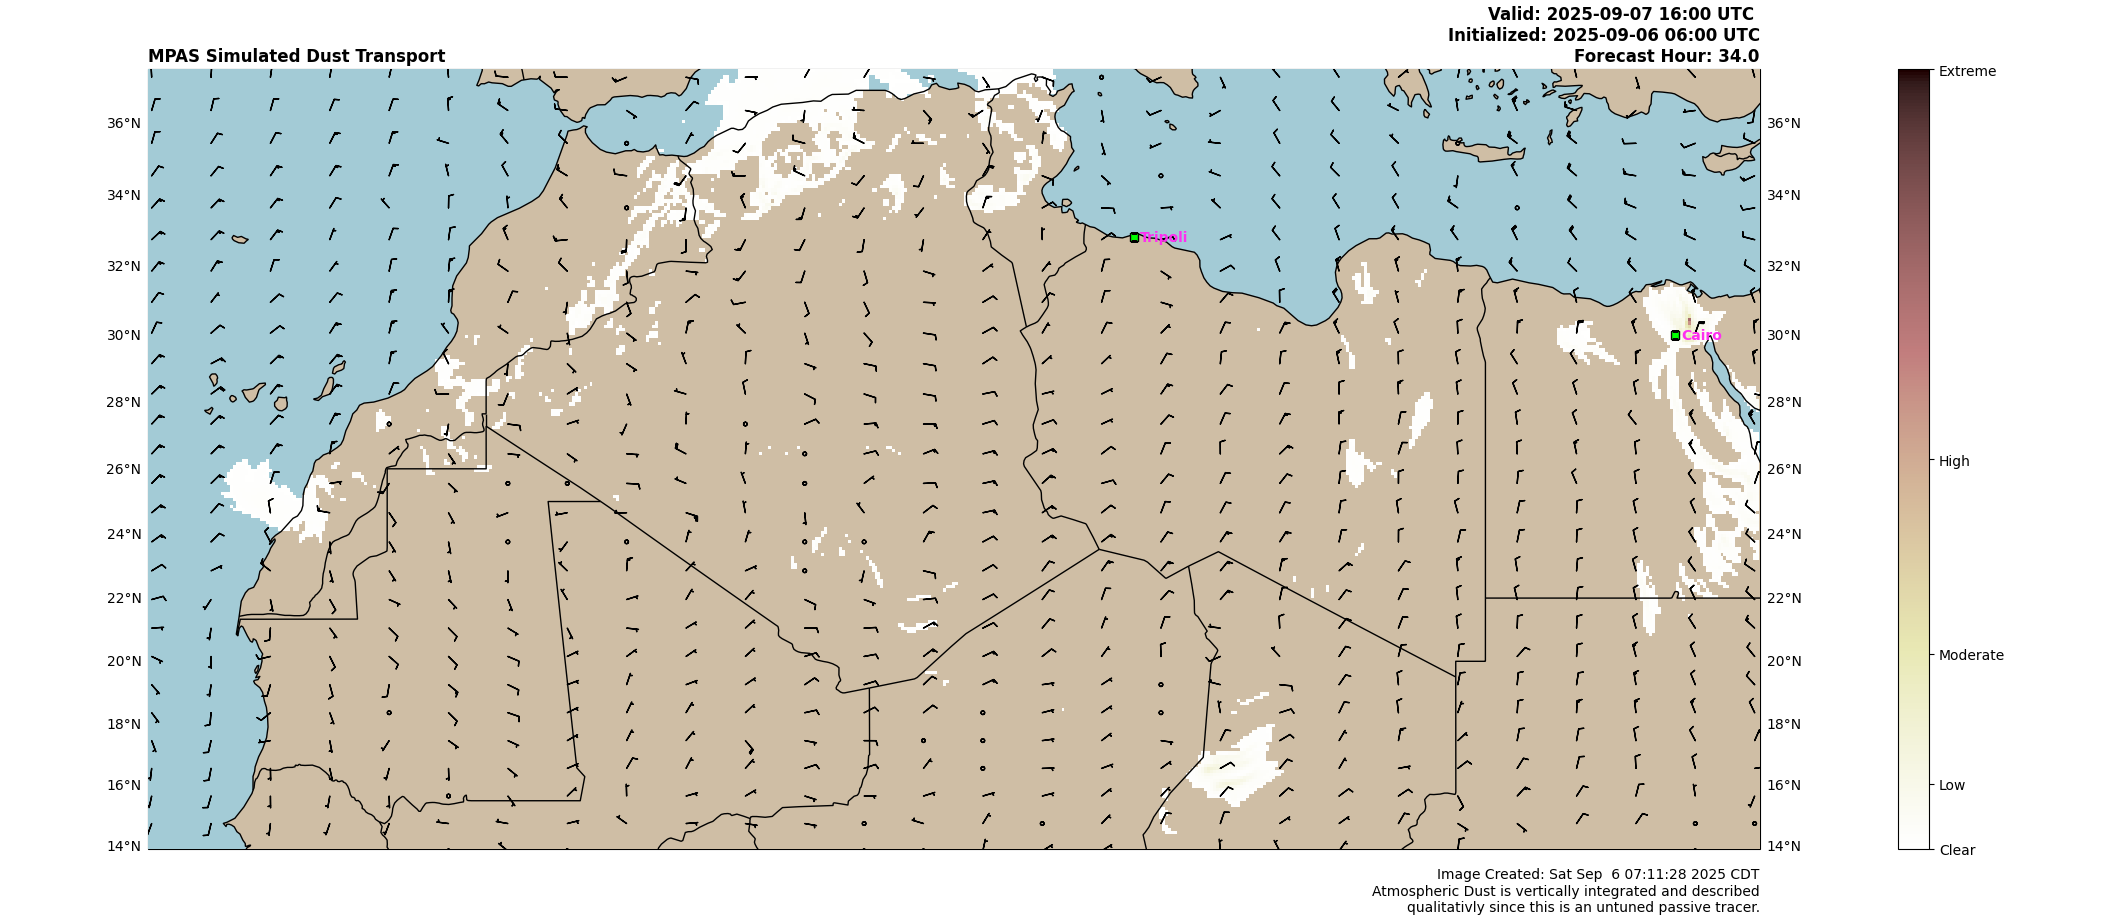 Valid: 2025-09-07 16:00 UTC
Initialized: 2025-09-06 06:00 UTC
MPAS Simulated Dust Transport
Forecast Hour: 34.0
Extreme
36°N
36°N
34°N
34°N
Tripoli
32°N
32°N
30°N
Cairo
30°N
28°N
28°N
High
26°N
26°N
24°N
24°N
22°N
22°N
Moderate
20°N
20°N
18°N
18°N
16°N
16°N
Low
14°N
14°N
Clear
Image Created: Sat Sep  6 07:11:28 2025 CDT
Atmospheric Dust is vertically integrated and described
qualitativly since this is an untuned passive tracer.